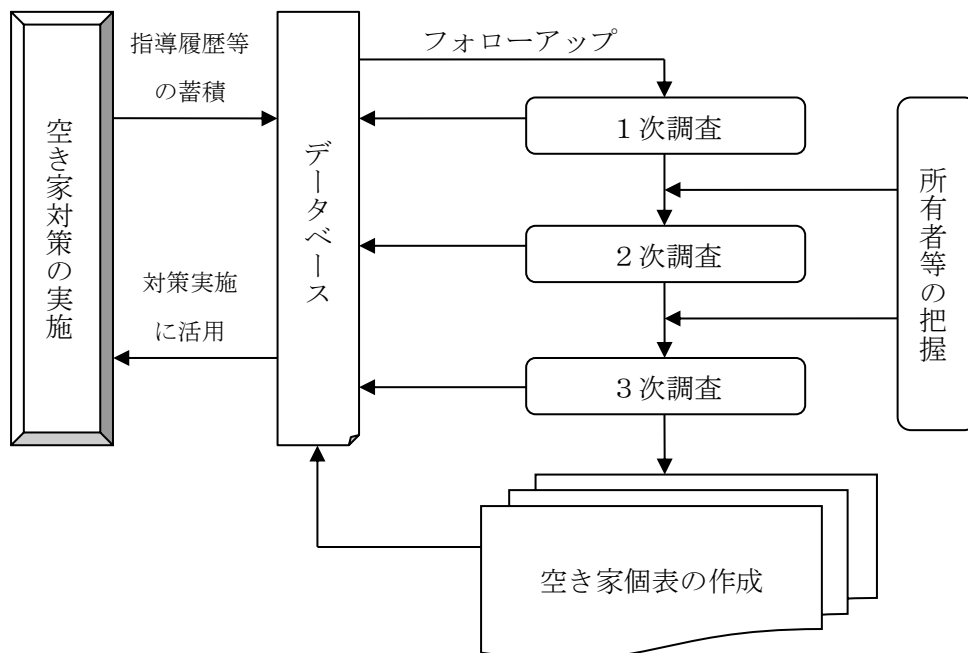 指導履歴等
の蓄積
フォローアップ
空き家対策の実施
データベース
１次調査
所有者等の把握
２次調査
対策実施
に活用
３次調査
空き家個表の作成